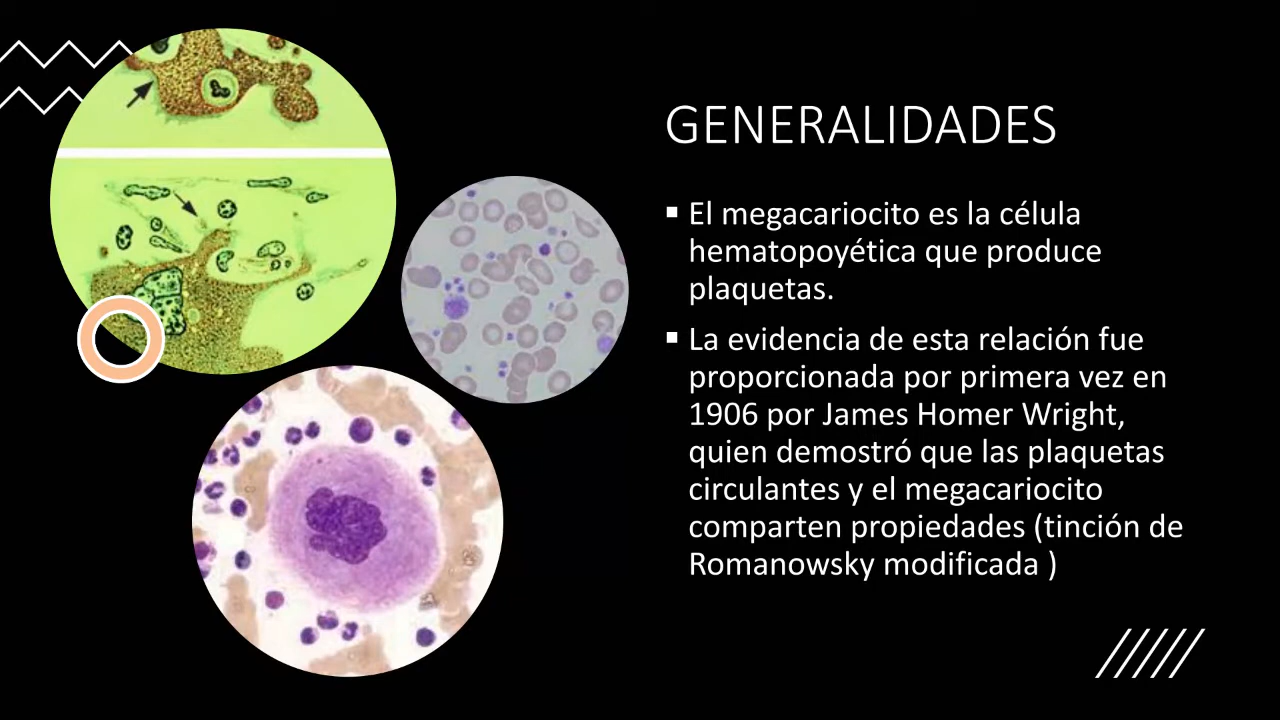 GENERALIDADES
▪ El megacariocito es la célula
hematopoyética que produce
plaquetas.
▪ La evidencia de esta relación fue
proporcionada por primera vez en
1906 por James Homer Wright,
quien demostró que las plaquetas
circulantes y el megacariocito
comparten propiedades (tinción de
Romanowsky modificada )